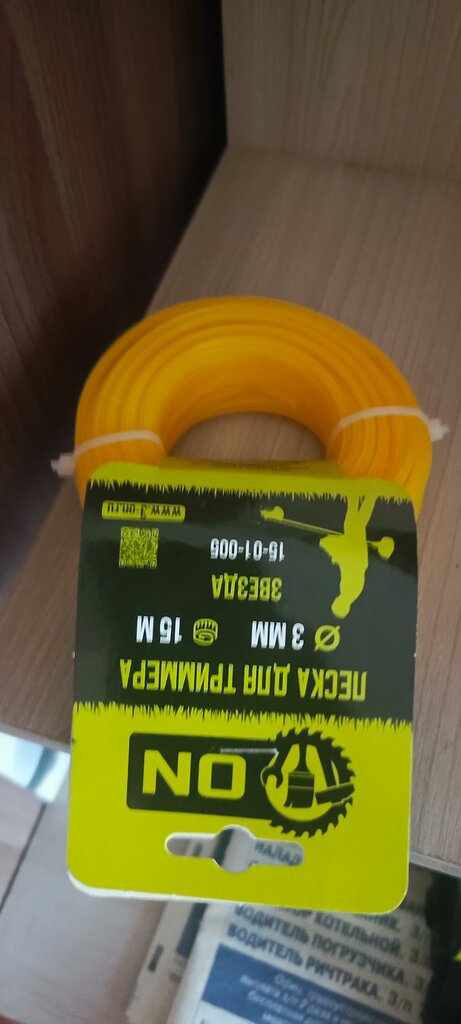 ON
ЛЕСКА ДЛЯ ТРИММЕРА
Ø 3 ММ 15 М
ЗВЕЗДА
15-01-005
www.3-on.ru
КОТЕЛЬНОЙ. З
ВОДИТЕЛЬ ПОГРУЗЧИКА. З/
ВОДИТЕЛЬ РИЧТРАКА. З/п